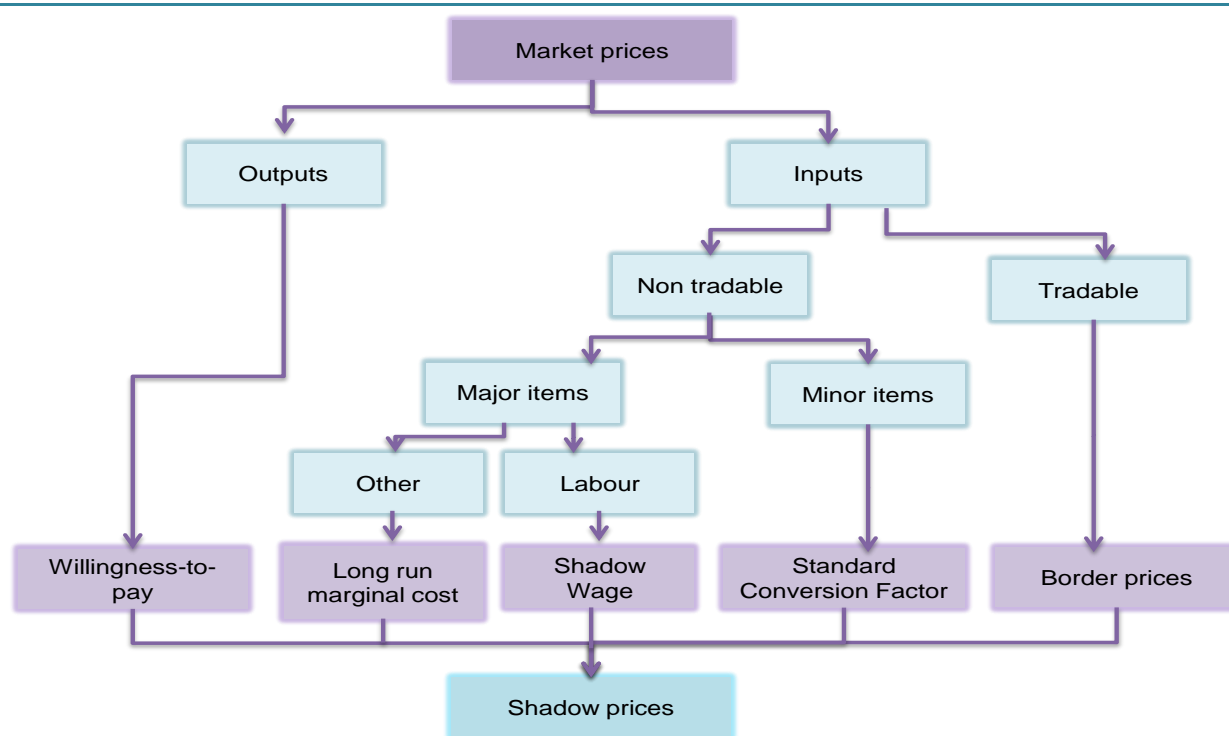 Market prices
Outputs
Inputs
Non tradable
Tradable
Major items
Minor items
Other
Labour
Willingness-to-
pay
Long run
marginal cost
Shadow
Wage
Standard
Conversion Factor
Border prices
Shadow prices